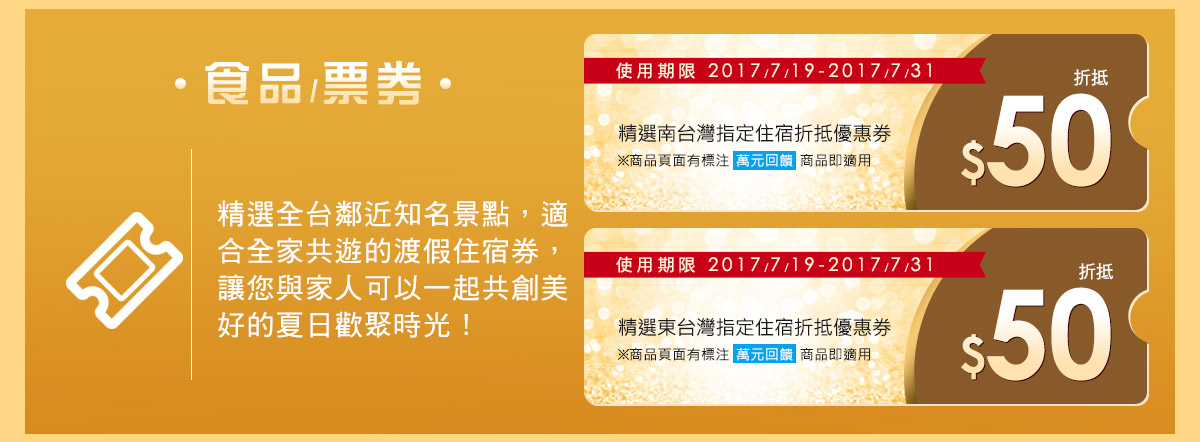 • 食品/票券 •
精選全台鄰近知名景點，適
合全家共遊的渡假住宿券，
讓您與家人可以一起共創美
好的夏日歡聚時光！
使用期限 2017/7/19-2017/7/31
折抵
$50
精選南台灣指定住宿折抵優惠券
※商品頁面有標注 萬元回饋 商品即適用
使用期限 2017/7/19-2017/7/31
折抵
$50
精選東台灣指定住宿折抵優惠券
※商品頁面有標注 萬元回饋 商品即適用